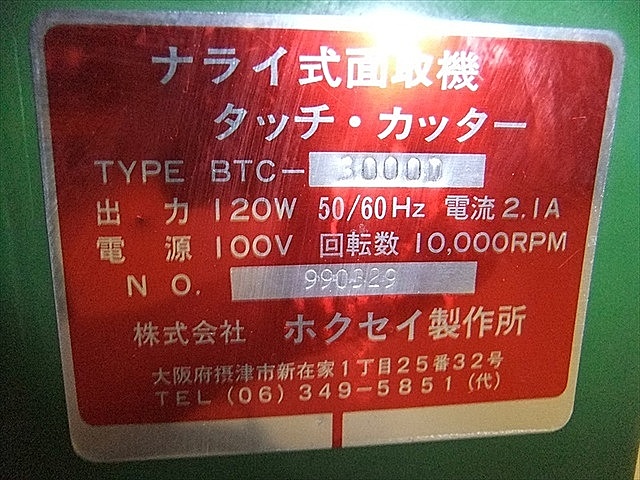 ナライ式面取機
タッチ・カッター
TYPE BTC- 3000D
出力 120W 50/60Hz 電流 2.1A
電源 100V 回転数 10,000RPM
NO. 990329
株式会社 ホクセイ製作所
大阪府摂津市新在家1丁目25番32号
TEL (06) 349-5851 (代)